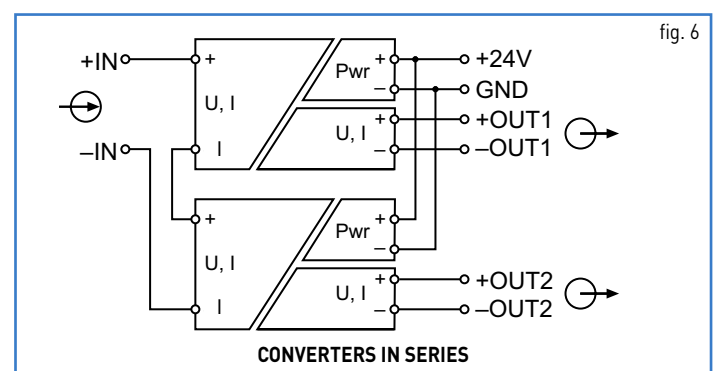 fig. 6
+IN
+
U, I
I
Pwr
+
–
+24V
GND
U, I
+
–
+OUT1
–OUT1
–IN
+
U, I
I
Pwr
+
–
U, I
+
–
+OUT2
–OUT2
CONVERTERS IN SERIES